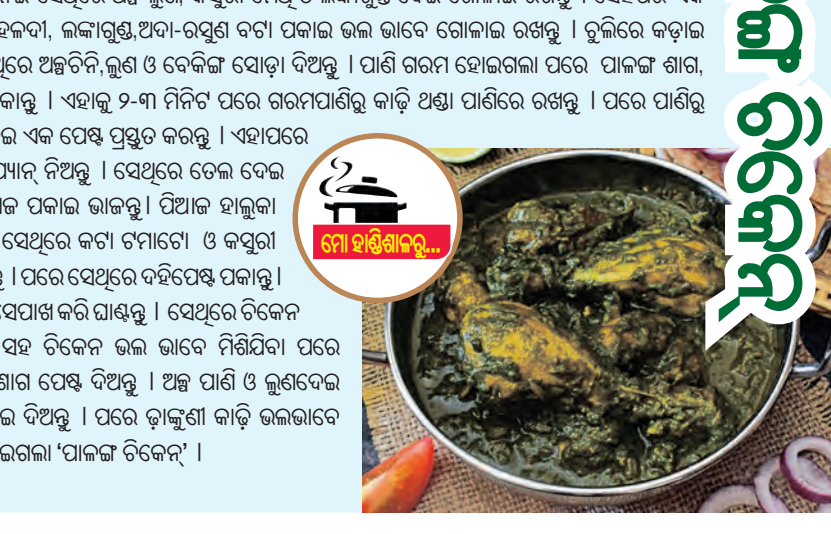 ହଳଦୀ, ଲଙ୍କାଗୁଣ୍ଡ,ଅଦା-ରସୁଣ ବଟା ପକାଇ ଭଲ ଭାବେ ଗୋଳାଇ ରଖନ୍ତୁ । ଚୁଲିରେ କଡ଼ାଇ
ଥିରେ ଅଳ୍ପଚିନି,ଲୁଣ ଓ ବେକିଙ୍ଗ ସୋଡ଼ା ଦିଅନ୍ତୁ । ପାଣି ଗରମ ହୋଇଗଲା ପରେ ପାଳଙ୍ଗ ଶାଗ,
କାନ୍ତୁ । ଏହାକୁ ୨-୩ ମିନିଟ ପରେ ଗରମପାଣିରୁ କାଢ଼ି ଥଣ୍ଡା ପାଣିରେ ରଖନ୍ତୁ । ପରେ ପାଣିରୁ
ଇ ଏକ ପେଷ୍ଟ ପ୍ରସ୍ତୁତ କରନ୍ତୁ । ଏହାପରେ
ପ୍ୟାନ୍ ନିଅନ୍ତୁ । ସେଥିରେ ତେଲ ଦେଇ
ଜ ପକାଇ ଭାଜନ୍ତୁ। ପିଆଜ ହାଲୁକା
ସେଥିରେ କଟା ଟମାଟୋ ଓ କସୁରୀ
। ପରେ ସେଥିରେ ଦହିପେଷ୍ଟ ପକାନ୍ତୁ।
ସେପାଖ କରି ଘାଣ୍ଟନ୍ତୁ । ସେଥିରେ ଚିକେନ
ସହ ଚିକେନ ଭଲ ଭାବେ ମିଶିଯିବା ପରେ
ଶାଗ ପେଷ୍ଟ ଦିଅନ୍ତୁ । ଅଳ୍ପ ପାଣି ଓ ଲୁଣଦେଇ
ଇ ଦିଅନ୍ତୁ । ପରେ ଢ଼ାଙ୍କୁଣୀ କାଢ଼ି ଭଲଭାବେ
ଇଗଲା ‘ପାଳଙ୍ଗ ଚିକେନ୍’ ।
ମୋ ହାଣ୍ଡିଶାଳରୁ...
ଚିକେନ୍